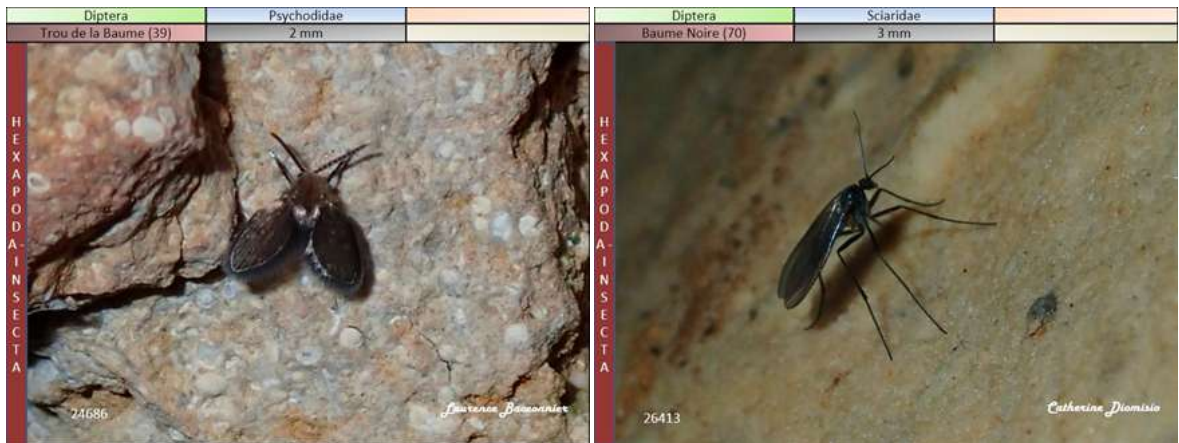 Diptera Psychodidae
Trou de la Baume (39) 2 mm
HEXAPODA-INSECTA
24686 Laurence Bacconnier
Diptera Sciaridae
Baume Noire (70) 3 mm
HEXAPODA-INSECTA
26413 Catherine Diomisio